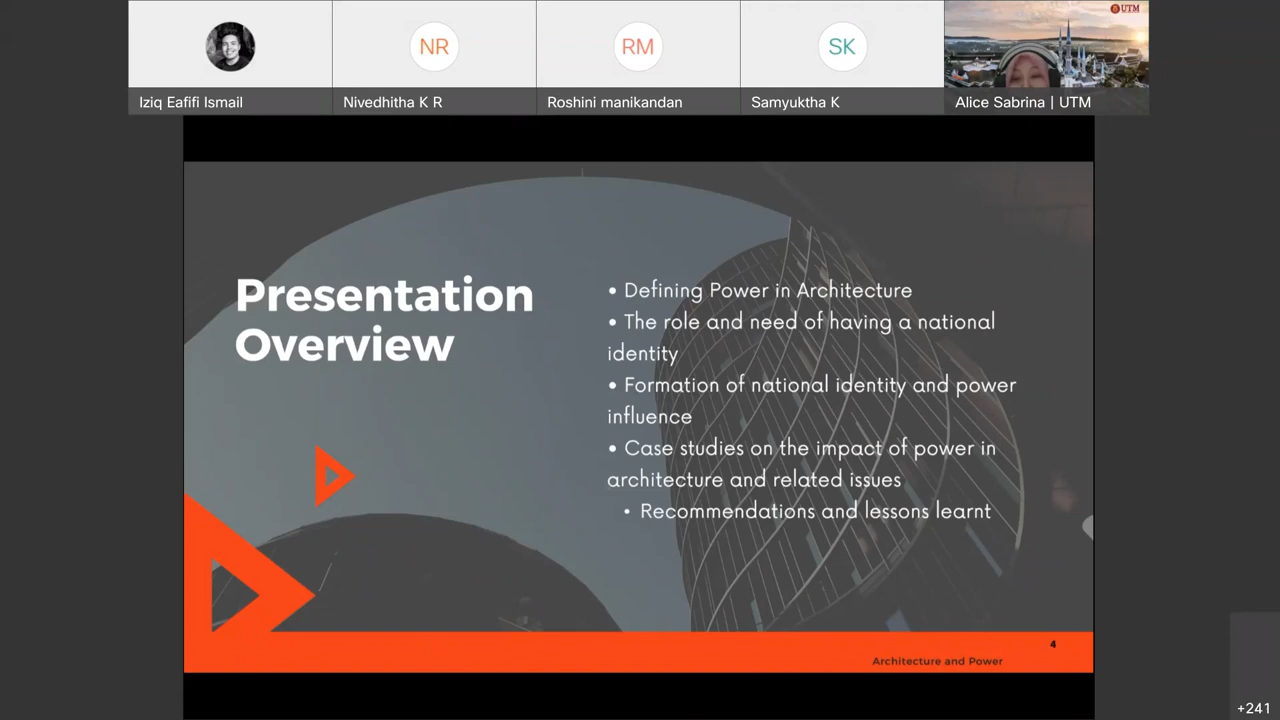 UTM
NR
RM
SK
Iziq Eafifi Ismail
Nivedhitha K R
Roshini manikandan
Samyuktha K
Alice Sabrina | UTM
Presentation
Overview
• Defining Power in Architecture
• The role and need of having a national
identity
• Formation of national identity and power
influence
• Case studies on the impact of power in
architecture and related issues
• Recommendations and lessons learnt
4
Architecture and Power
+241